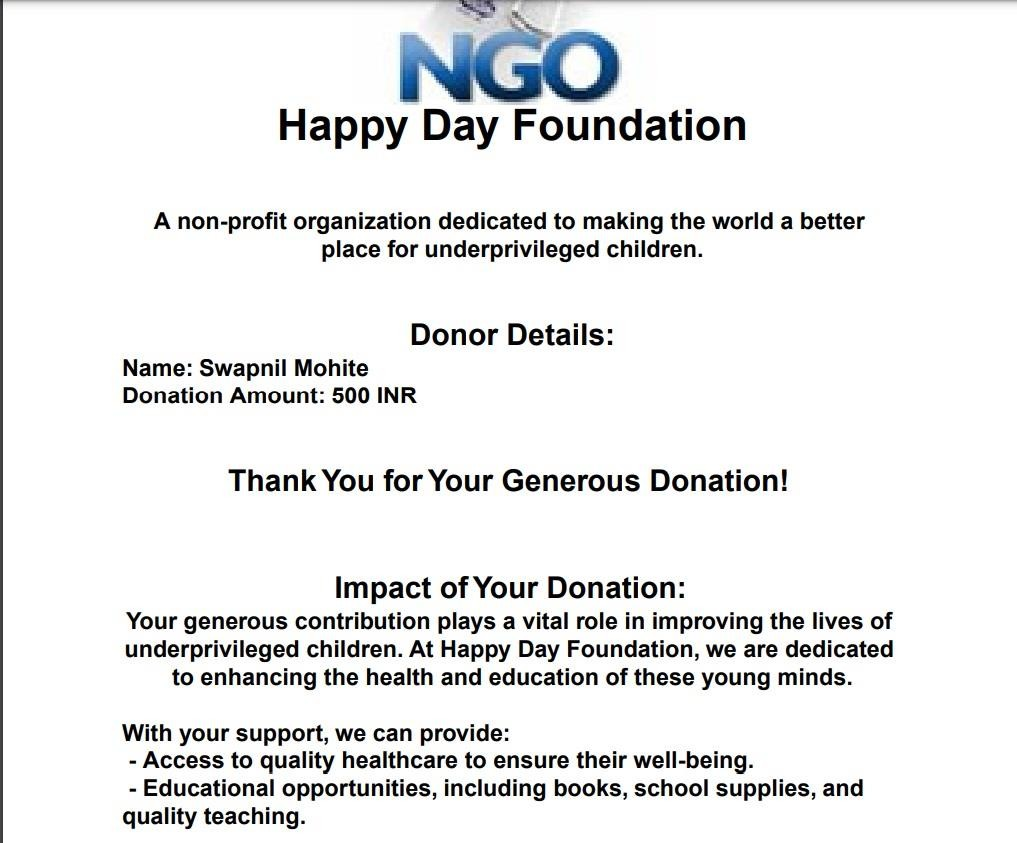 NGO
Happy Day Foundation
A non-profit organization dedicated to making the world a better
place for underprivileged children.
Donor Details:
Name: Swapnil Mohite
Donation Amount: 500 INR
Thank You for Your Generous Donation!
Impact of Your Donation:
Your generous contribution plays a vital role in improving the lives of
underprivileged children. At Happy Day Foundation, we are dedicated
to enhancing the health and education of these young minds.
With your support, we can provide:
- Access to quality healthcare to ensure their well-being.
- Educational opportunities, including books, school supplies, and
quality teaching.